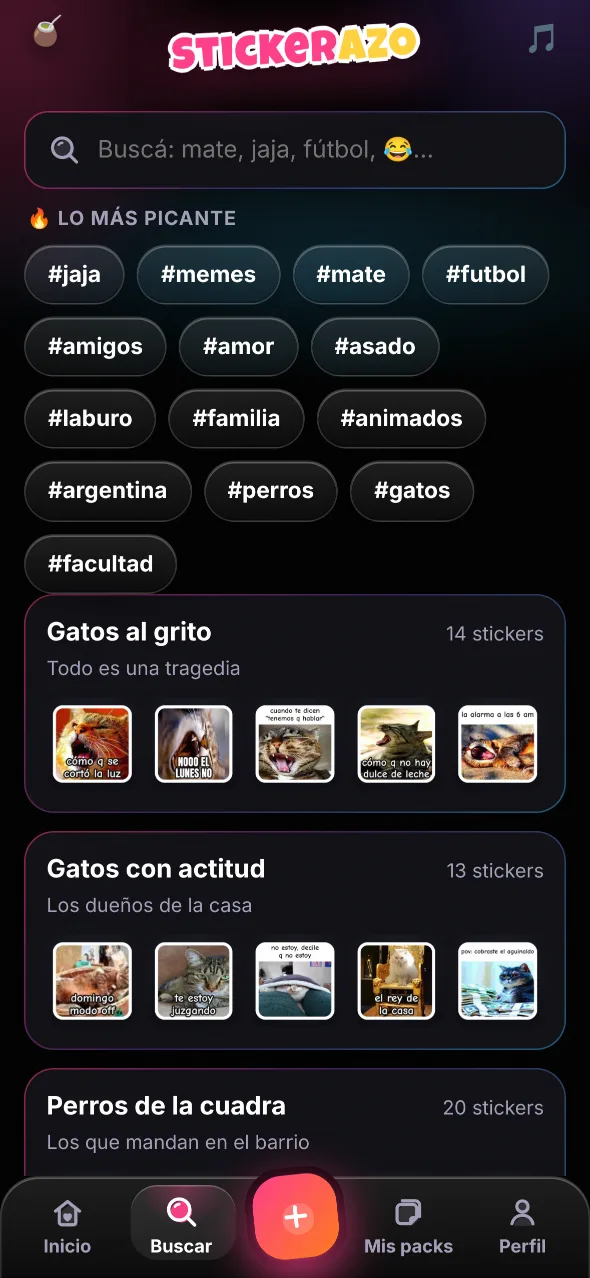 STICKERAZO
Buscá: mate, jaja, fútbol, 😂...
🔥 LO MÁS PICANTE
#jaja
#memes
#mate
#futbol
#amigos
#amor
#asado
#laburo
#familia
#animados
#argentina
#perros
#gatos
#facultad
Gatos al grito
14 stickers
Todo es una tragedia
cómo q se
cortó la luz
NOOO EL
LUNES NO
cuando te dicen
"tenemos q hablar"
cómo q no hay
dulce de leche
la alarma a las 6 am
Gatos con actitud
13 stickers
Los dueños de la casa
domingo
modo off
te estoy
juzgando
no estoy, decile
q no estoy
el rey de
la casa
pov: cobraste el aguinaldo
Perros de la cuadra
20 stickers
Los que mandan en el barrio
Inicio
Buscar
Mis packs
Perfil